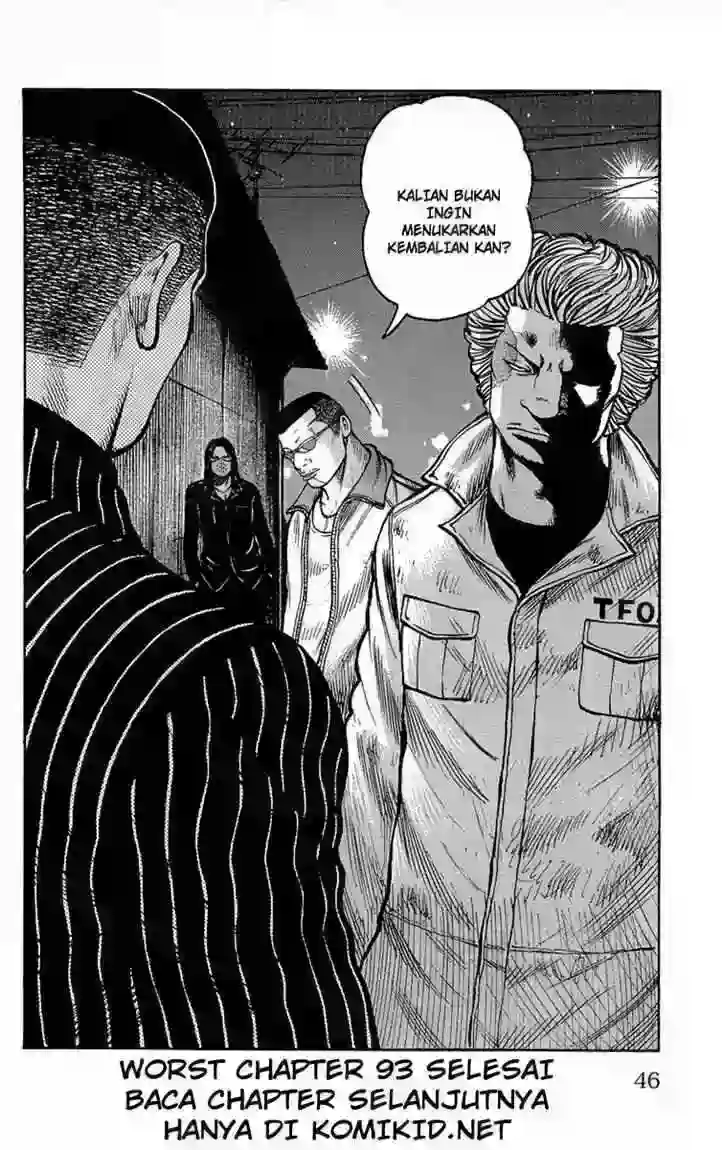 KALIAN BUKAN
INGIN
MENUKARKAN
KEMBALIAN KAN?
TFO
WORST CHAPTER 93 SELESAI
BACA CHAPTER SELANJUTNYA
HANYA DI KOMIKID.NET
46